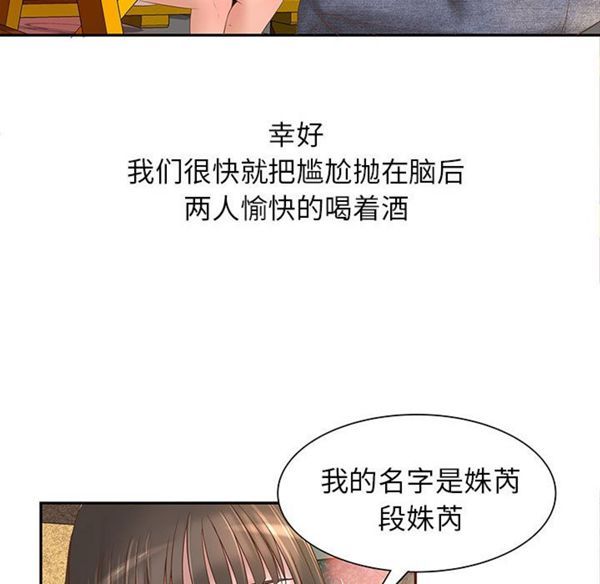 幸好
我们很快就把尴尬抛在脑后
两人愉快的喝着酒
我的名字是姝芮
段姝芮